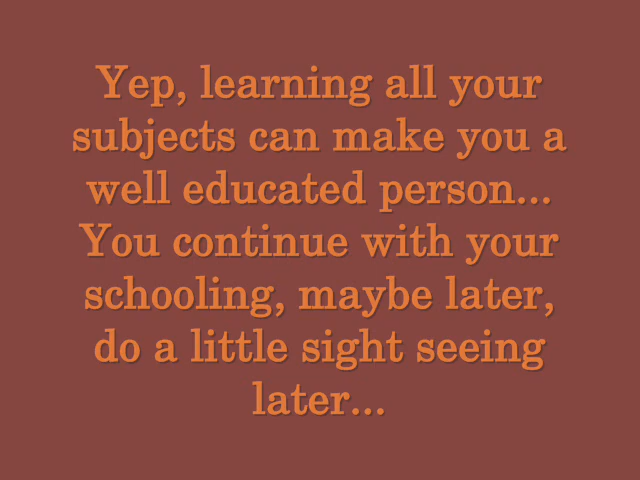 Yep, learning all your
subjects can make you a
well educated person...
You continue with your
schooling, maybe later,
do a little sight seeing
later...